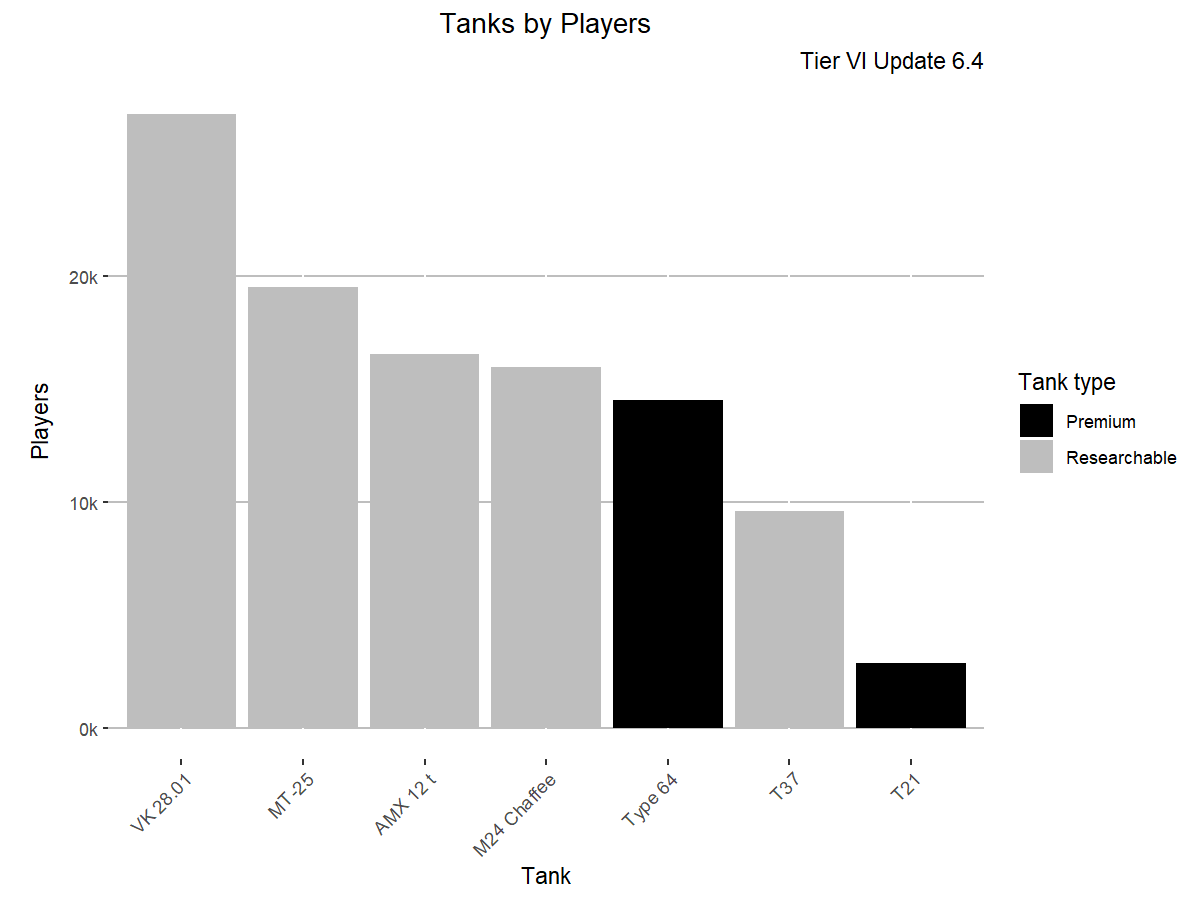 Tanks by Players
Tier VI Update 6.4
Players
20k
10k
0k
VK 28.01
MT-25
AMX 12 t
M24 Chaffee
Type 64
T37
T21
Tank
Tank type
Premium
Researchable